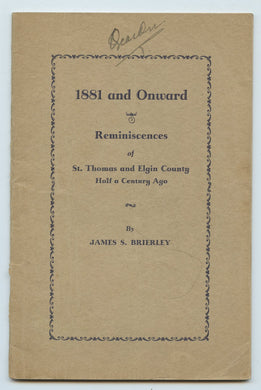 1881 and Onward
Reminiscences
of
St. Thomas and Elgin County
Half a Century Ago
By
JAMES S. BRIERLEY